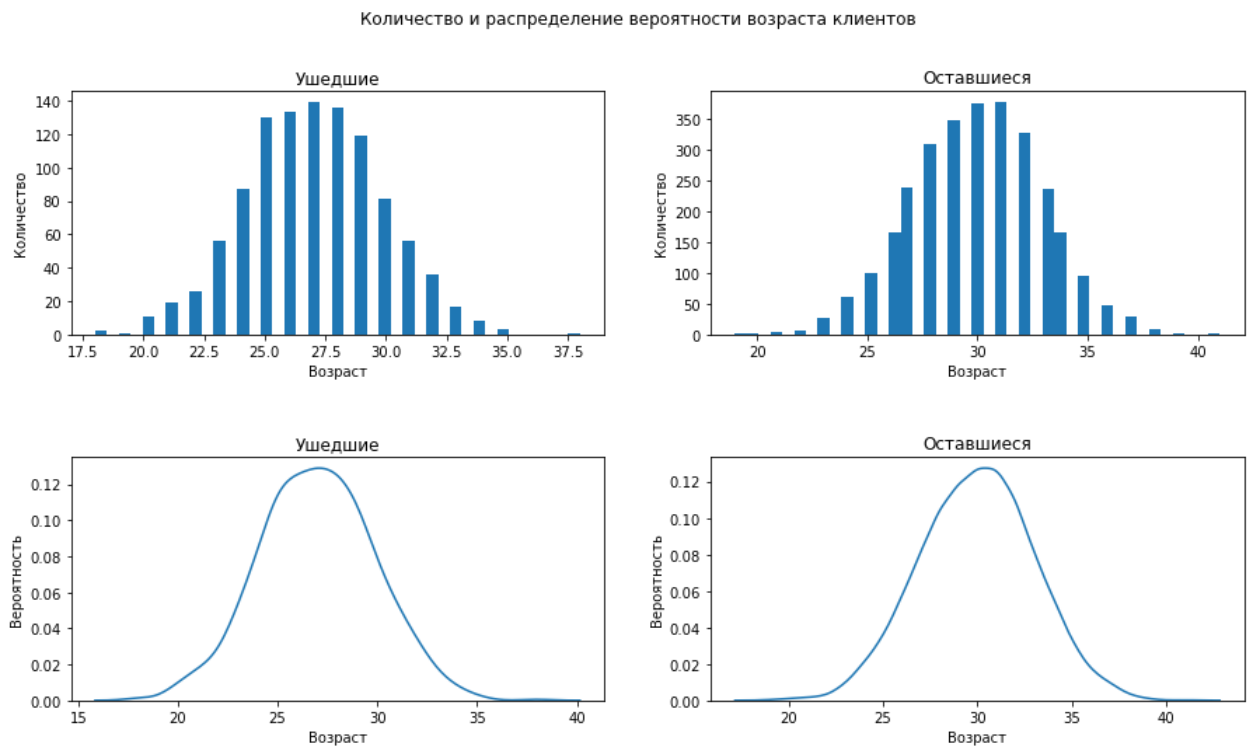 Количество и распределение вероятности возраста клиентов
Ушедшие
Количество
140
120
100
80
60
40
20
0
17.5 20.0 22.5 25.0 27.5 30.0 32.5 35.0 37.5
Возраст
Оставшиеся
Количество
350
300
250
200
150
100
50
0
20 25 30 35 40
Возраст
Ушедшие
Вероятность
0.12
0.10
0.08
0.06
0.04
0.02
0.00
15 20 25 30 35 40
Возраст
Оставшиеся
Вероятность
0.12
0.10
0.08
0.06
0.04
0.02
0.00
20 25 30 35 40
Возраст